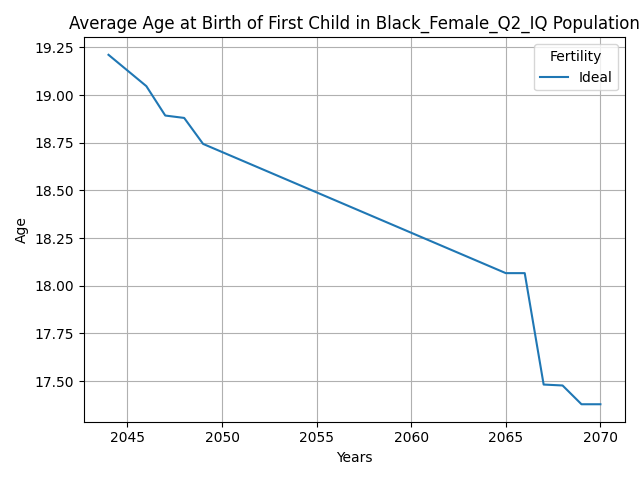 Average Age at Birth of First Child in Black_Female_Q2_IQ Population
Fertility
Ideal
19.25
19.00
18.75
18.50
18.25
18.00
17.75
17.50
Age
2045
2050
2055
2060
2065
2070
Years